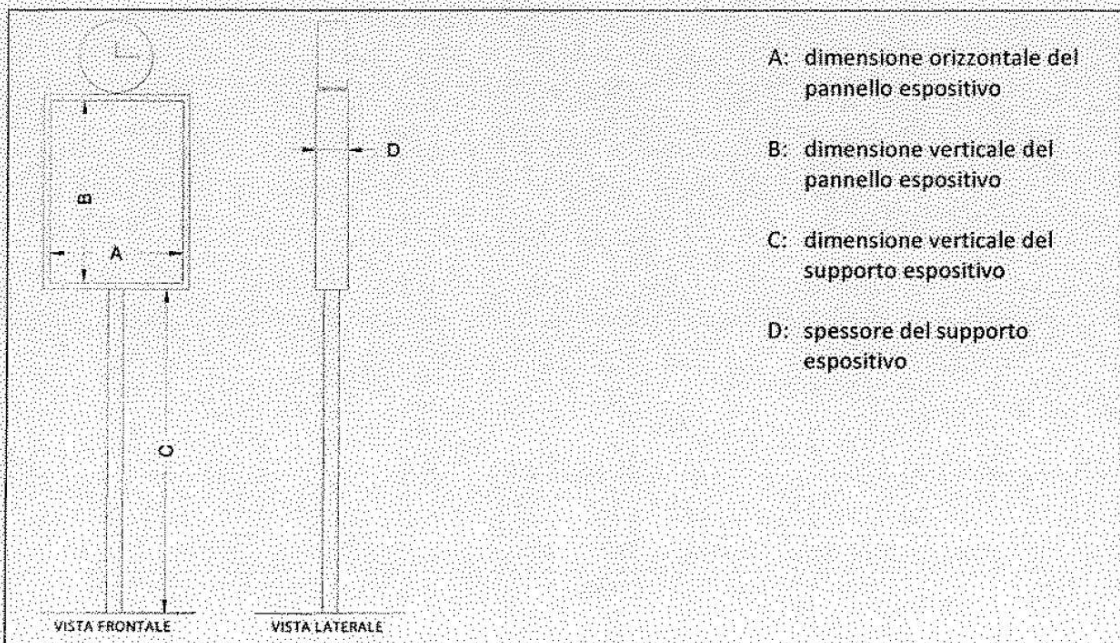 A: dimensione orizzontale del
pannello espositivo
B: dimensione verticale del
pannello espositivo
C: dimensione verticale del
supporto espositivo
D: spessore del supporto
espositivo
D
B
A
C
VISTA FRONTALE
VISTA LATERALE